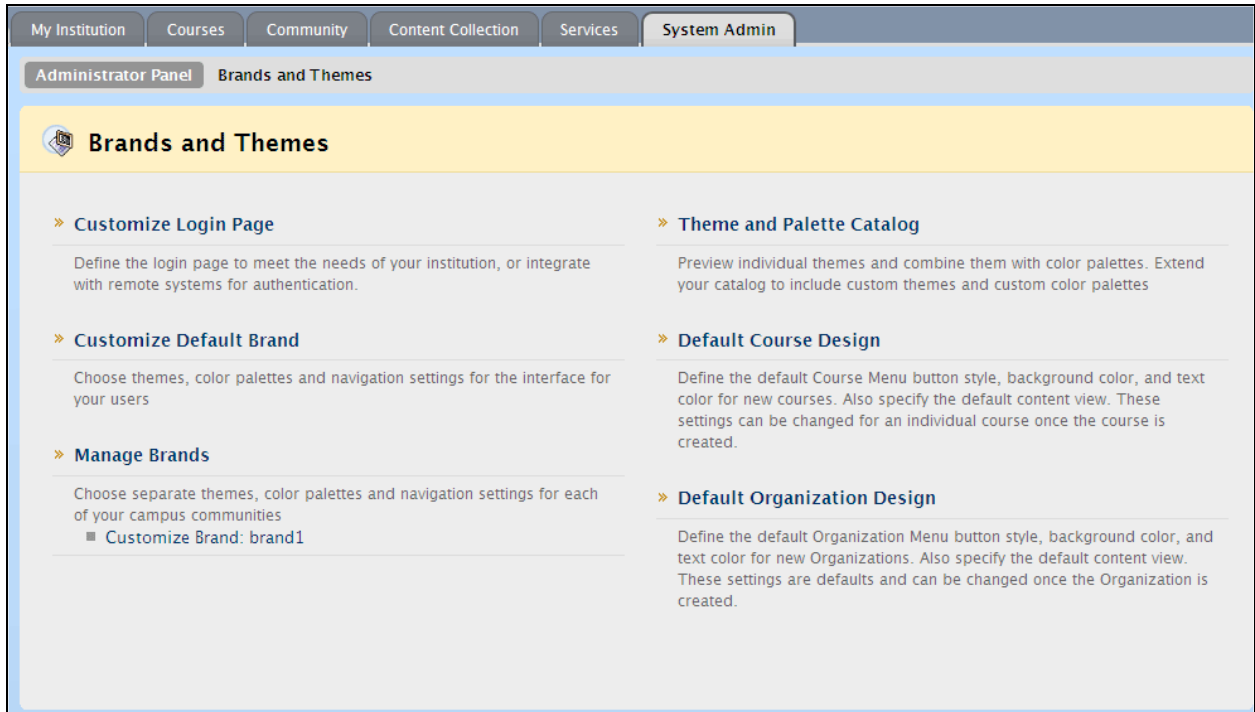 My Institution Courses Community Content Collection Services System Admin
Administrator Panel Brands and Themes
Brands and Themes
» Customize Login Page
Define the login page to meet the needs of your institution, or integrate
with remote systems for authentication.
» Customize Default Brand
Choose themes, color palettes and navigation settings for the interface for
your users
» Manage Brands
Choose separate themes, color palettes and navigation settings for each
of your campus communities
Customize Brand: brand1
» Theme and Palette Catalog
Preview individual themes and combine them with color palettes. Extend
your catalog to include custom themes and custom color palettes
» Default Course Design
Define the default Course Menu button style, background color, and text
color for new courses. Also specify the default content view. These
settings can be changed for an individual course once the course is
created.
» Default Organization Design
Define the default Organization Menu button style, background color, and
text color for new Organizations. Also specify the default content view.
These settings are defaults and can be changed once the Organization is
created.